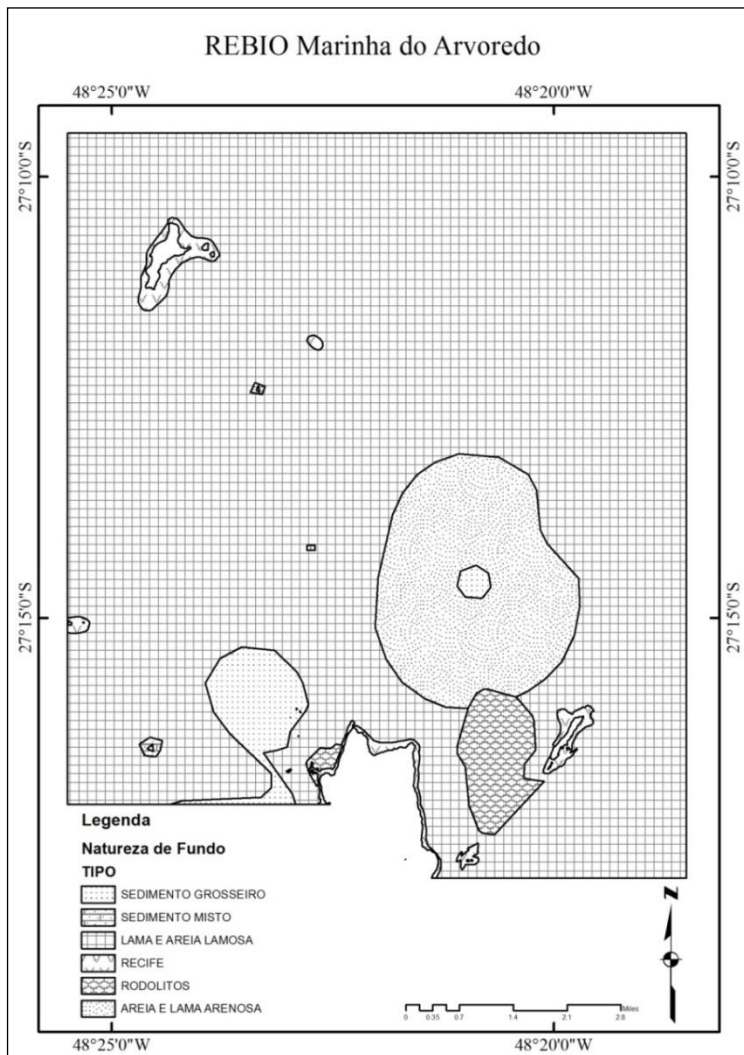 REBIO Marinha do Arvoredo
48°25'0"W 48°20'0"W
27°10'0"S 27°10'0"S
27°15'0"S 27°15'0"S
Legenda
Natureza de Fundo
TIPO
SEDIMENTO GROSSEIRO
SEDIMENTO MISTO
LAMA E AREIA LAMOSA
RECIFE
RODOLITOS
AREIA E LAMA ARENOSA
N
Miles
0 0.35 0.7 1.4 2.1 2.8
48°25'0"W 48°20'0"W